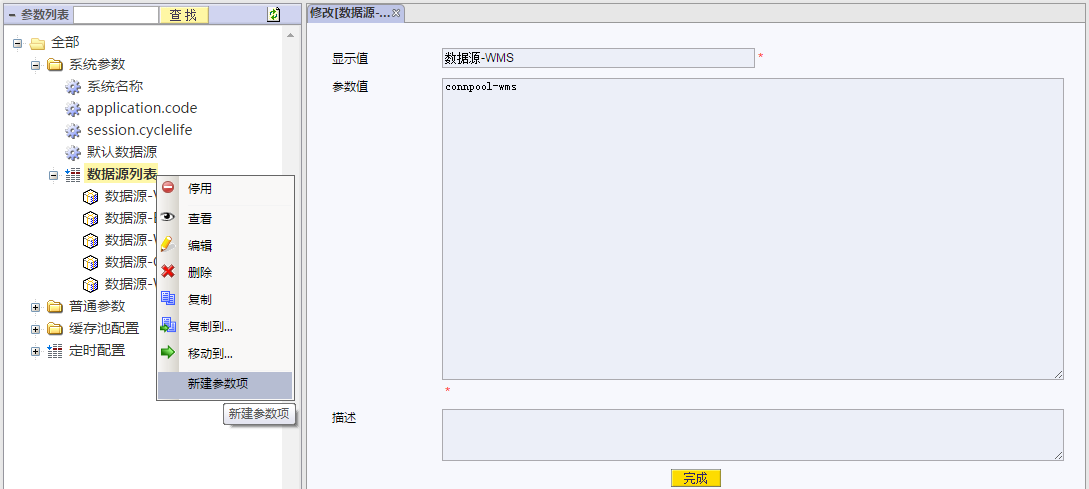 参数列表
查 找
全部
系统参数
系统名称
application.code
session.cyclelife
默认数据源
数据源列表
数据源-
数据源-
数据源-
数据源-
数据源-
普通参数
缓存池配置
定时配置
停用
查看
编辑
删除
复制
复制到...
移动到...
新建参数项
新建参数项
修改[数据源-...
显示值
数据源-WMS
*
参数值
connpool-wms
*
描述
完成